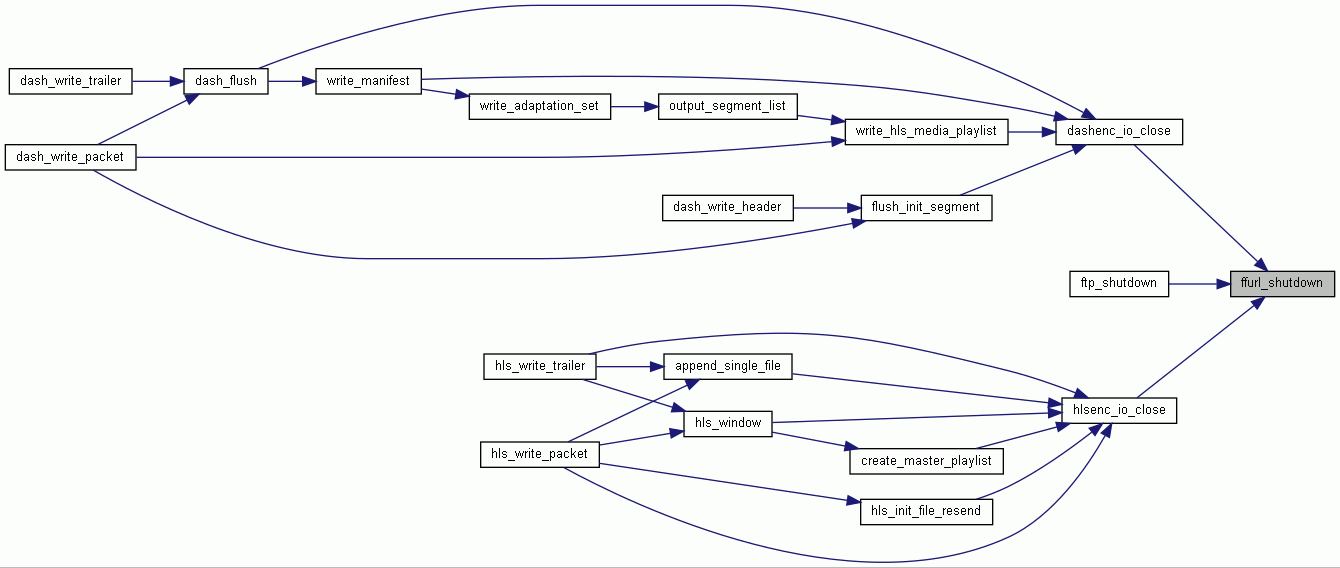 dash_write_trailer
dash_flush
write_manifest
write_adaptation_set
output_segment_list
write_hls_media_playlist
dashenc_io_close
dash_write_packet
dash_write_header
flush_init_segment
ftp_shutdown
ffurl_shutdown
hls_write_trailer
append_single_file
hlsenc_io_close
hls_window
hls_write_packet
create_master_playlist
hls_init_file_resend